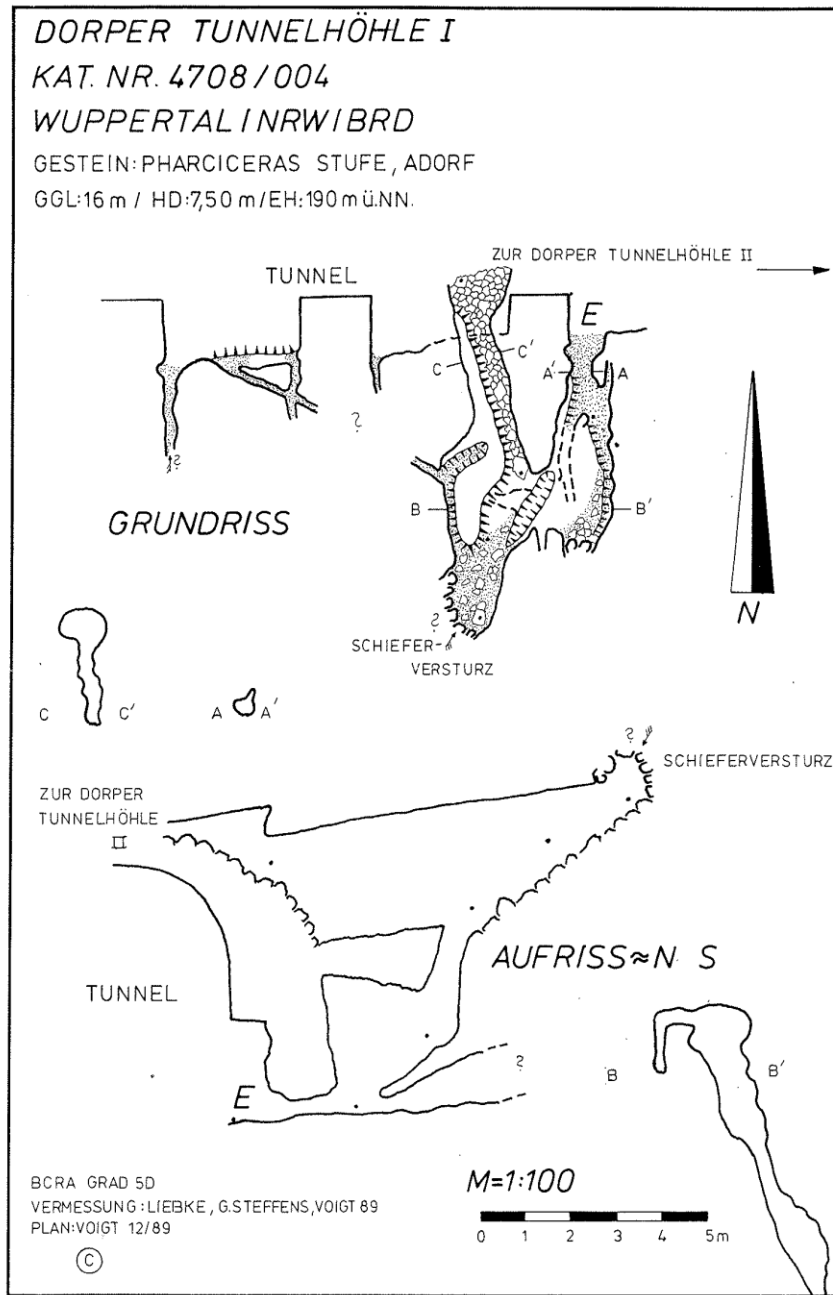 DORPER TUNNELHÖHLE I
KAT. NR. 4708/004
WUPPERTAL/NRW/BRD
GESTEIN: PHARCICERAS STUFE, ADORF
GGL:16 m / HD:7,50 m/EH:190 m ü.NN.
ZUR DORPER TUNNELHÖHLE II
TUNNEL
E
C C'
A' A
?
?
B B'
GRUNDRISS
?
SCHIEFER-
VERSTURZ
N
C C' A A'
?
SCHIEFERVERSTURZ
ZUR DORPER
TUNNELHÖHLE
II
AUFRISS≈N S
TUNNEL
?
B B'
E
BCRA GRAD 5D
VERMESSUNG: LIEBKE, G.STEFFENS, VOIGT 89
PLAN: VOIGT 12/89
C
M=1:100
0 1 2 3 4 5m